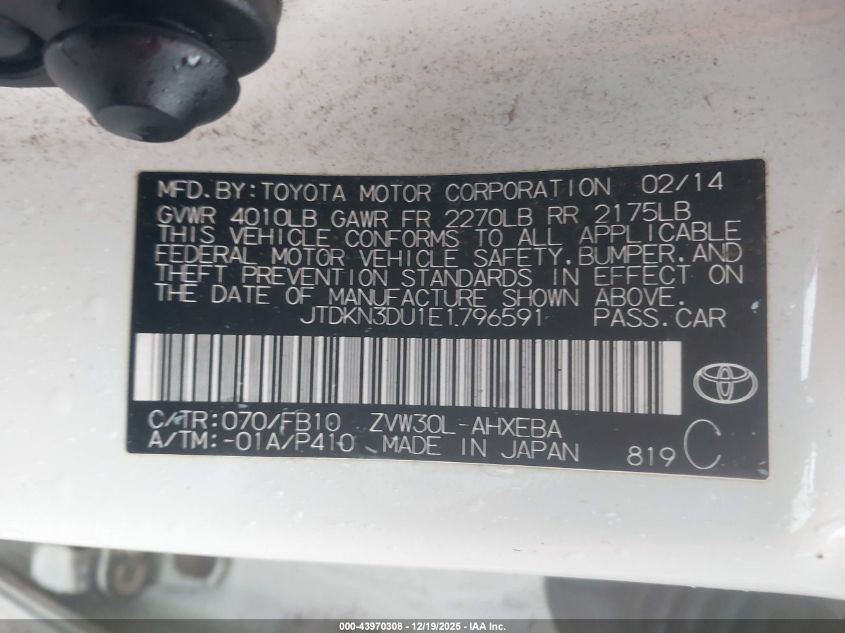 MFD.BY:TOYOTA MOTOR CORPORATION 02/14
GVWR 4010LB GAWR FR 2270LB RR 2175LB
THIS VEHICLE CONFORMS TO ALL APPLICABLE
FEDERAL MOTOR VEHICLE SAFETY,BUMPER,AND
THEFT PREVENTION STANDARDS IN EFFECT ON
THE DATE OF MANUFACTURE SHOWN ABOVE.
JTDKN3DU1E1796591 PASS.CAR
C/TR:070/FB10 ZVW30L-AHXEBA
A/TM:-01A/P410 MADE IN JAPAN 819 C
000-43970308 - 12/19/2025 - IAA Inc.